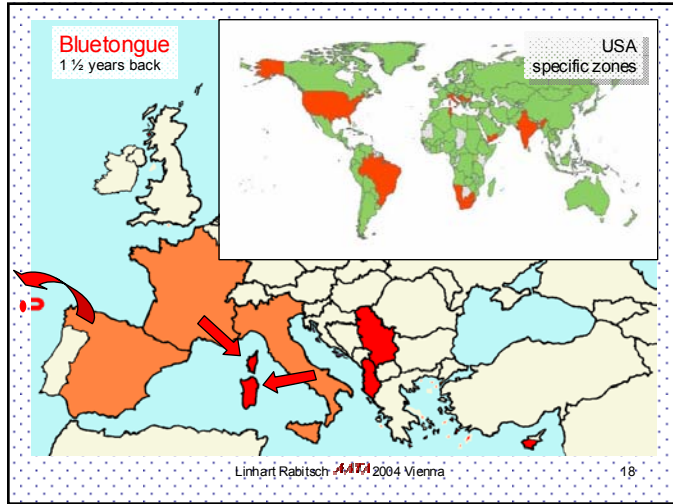 Bluetongue
1 ½ years back
USA
specific zones
Linhart Rabitsch 2004 Vienna
18